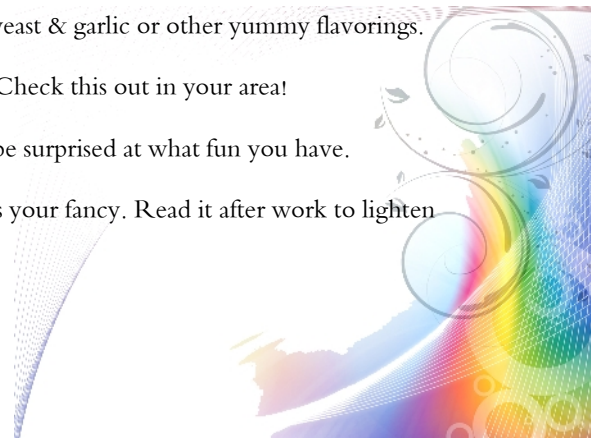 yeast & garlic or other yummy flavorings.
Check this out in your area!
be surprised at what fun you have.
s your fancy. Read it after work to lighten